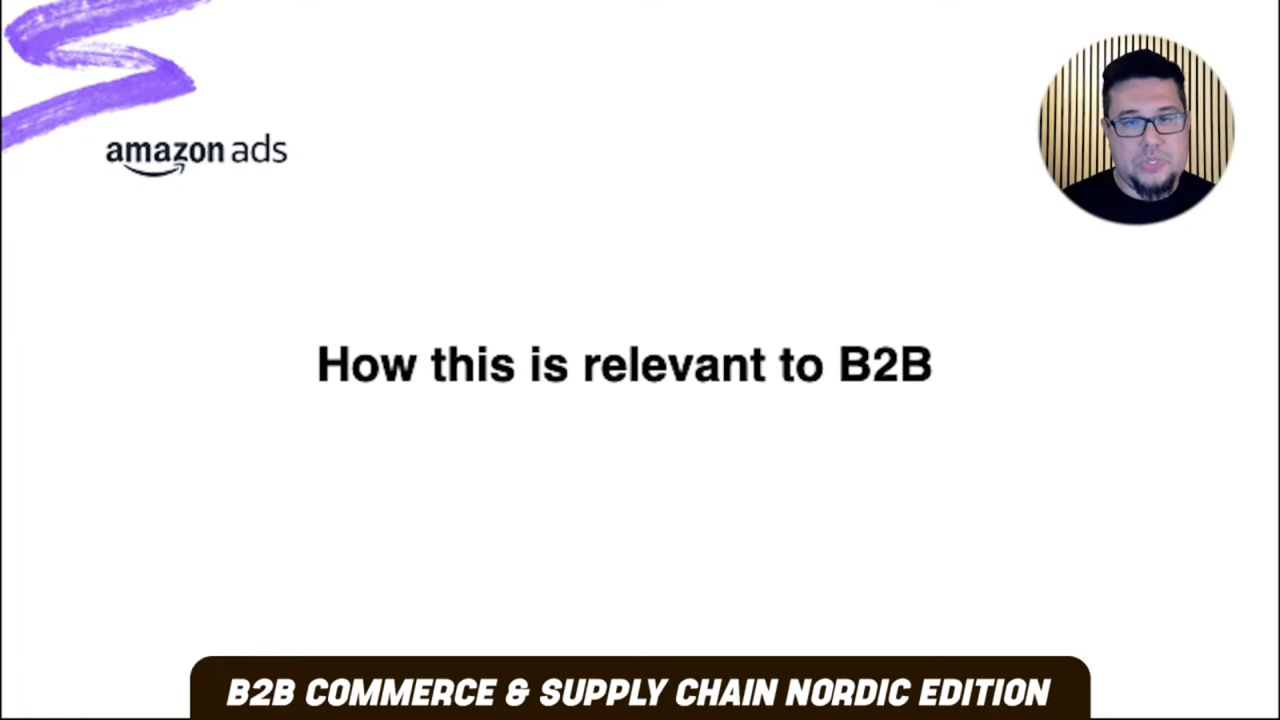 amazon ads
How this is relevant to B2B
B2B COMMERCE & SUPPLY CHAIN NORDIC EDITION